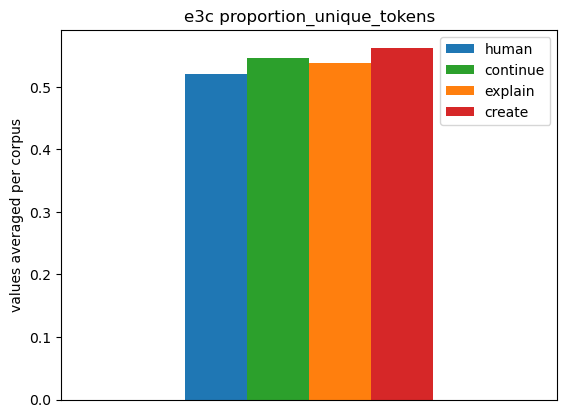 e3c proportion_unique_tokens
human
continue
explain
create
values averaged per corpus
0.5
0.4
0.3
0.2
0.1
0.0